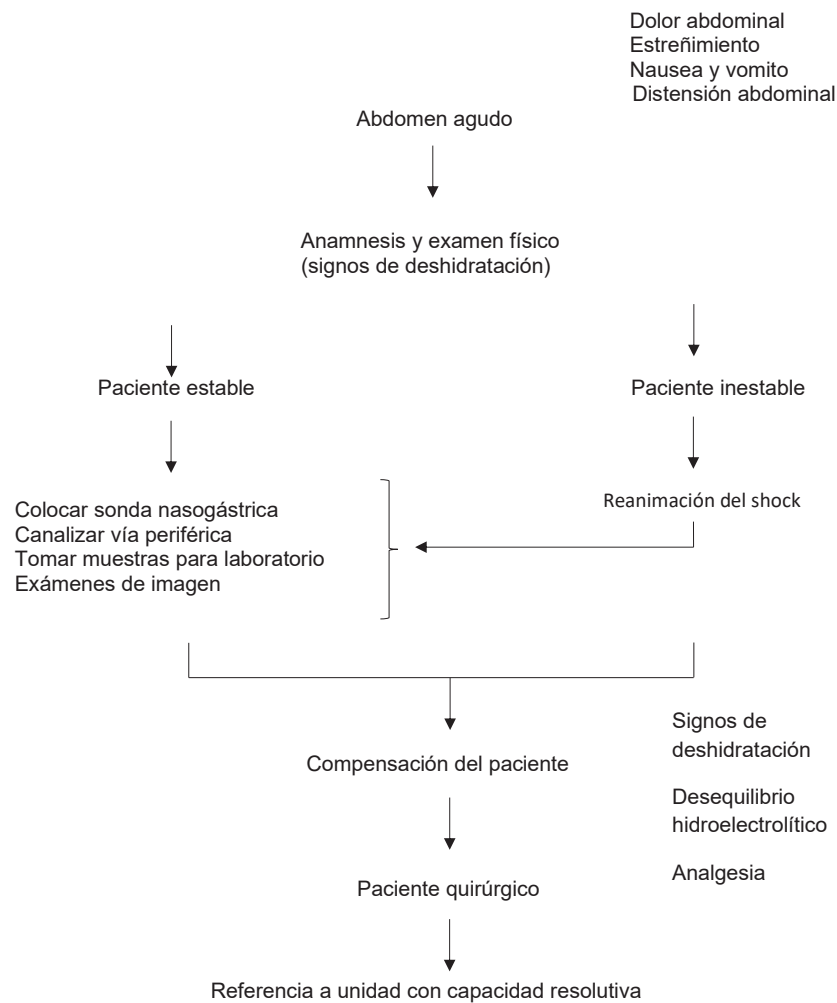 Dolor abdominal
Estreñimiento
Nausea y vomito
Distensión abdominal
Abdomen agudo
Anamnesis y examen físico
(signos de deshidratación)
Paciente estable
Paciente inestable
Colocar sonda nasogástrica
Canalizar vía periférica
Tomar muestras para laboratorio
Exámenes de imagen
Reanimación del shock
Signos de
deshidratación
Compensación del paciente
Desequilibrio
hidroelectrolítico
Analgesia
Paciente quirúrgico
Referencia a unidad con capacidad resolutiva